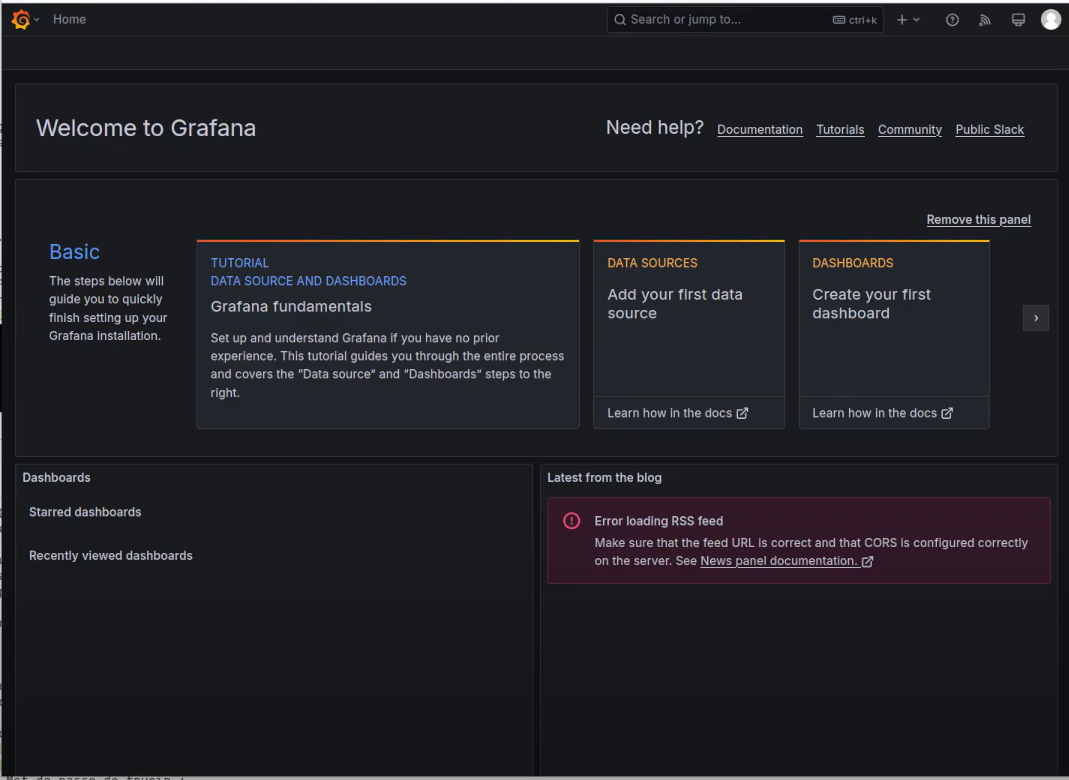 Home
Search or jump to...
ctrl+k
Welcome to Grafana
Need help? Documentation Tutorials Community Public Slack
Remove this panel
Basic
The steps below will
guide you to quickly
finish setting up your
Grafana installation.
TUTORIAL
DATA SOURCE AND DASHBOARDS
Grafana fundamentals
Set up and understand Grafana if you have no prior
experience. This tutorial guides you through the entire process
and covers the "Data source" and "Dashboards" steps to the
right.
DATA SOURCES
Add your first data
source
Learn how in the docs
DASHBOARDS
Create your first
dashboard
Learn how in the docs
Dashboards
Starred dashboards
Recently viewed dashboards
Latest from the blog
Error loading RSS feed
Make sure that the feed URL is correct and that CORS is configured correctly
on the server. See News panel documentation.